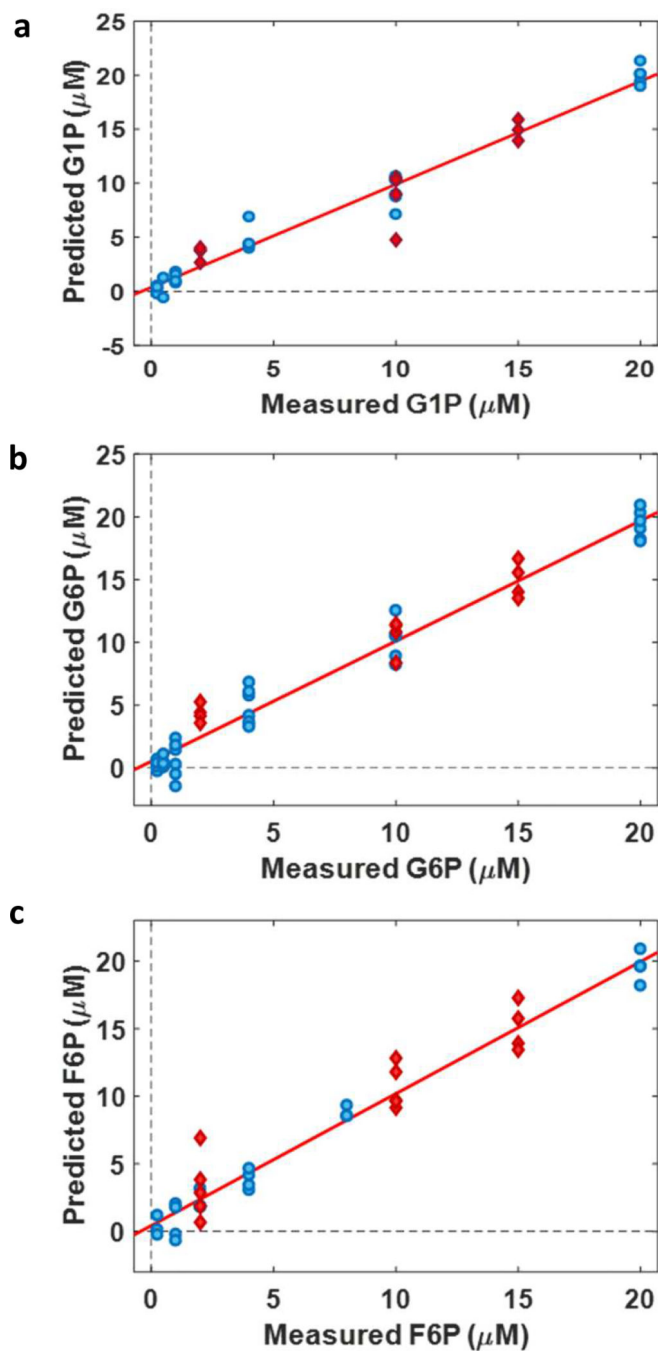 a
25
20
15
10
5
0
-5
Predicted G1P (μM)
0 5 10 15 20
Measured G1P (μM)
b
25
20
15
10
5
0
Predicted G6P (μM)
0 5 10 15 20
Measured G6P (μM)
c
20
15
10
5
0
Predicted F6P (μM)
0 5 10 15 20
Measured F6P (μM)